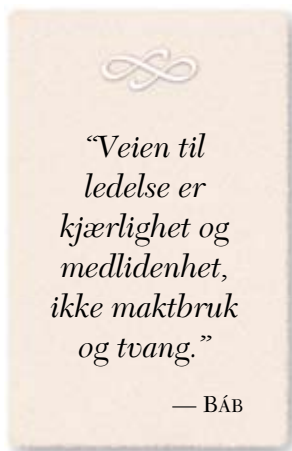 “Veien til
ledelse er
kjærlighet og
medlidenhet,
ikke maktbruk
og tvang.”
— BÁB